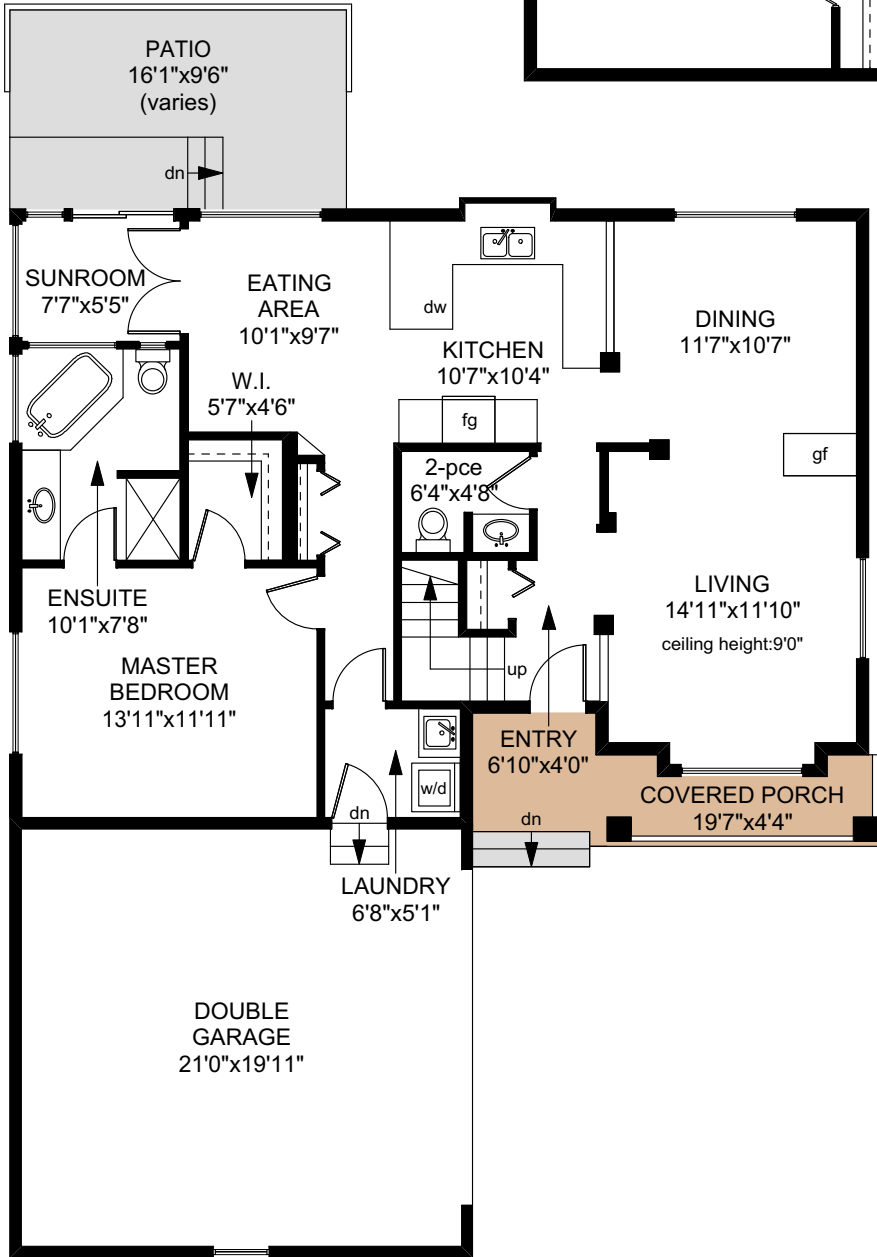 PATIO
16'1"x9'6"
(varies)
dn
SUNROOM
7'7"x5'5"
EATING
AREA
10'1"x9'7"
dw
KITCHEN
10'7"x10'4"
DINING
11'7"x10'7"
W.I.
5'7"x4'6"
fg
2-pce
6'4"x4'8"
gf
ENSUITE
10'1"x7'8"
LIVING
14'11"x11'10"
ceiling height:9'0"
MASTER
BEDROOM
13'11"x11'11"
up
ENTRY
6'10"x4'0"
w/d
COVERED PORCH
19'7"x4'4"
dn
dn
LAUNDRY
6'8"x5'1"
DOUBLE
GARAGE
21'0"x19'11"